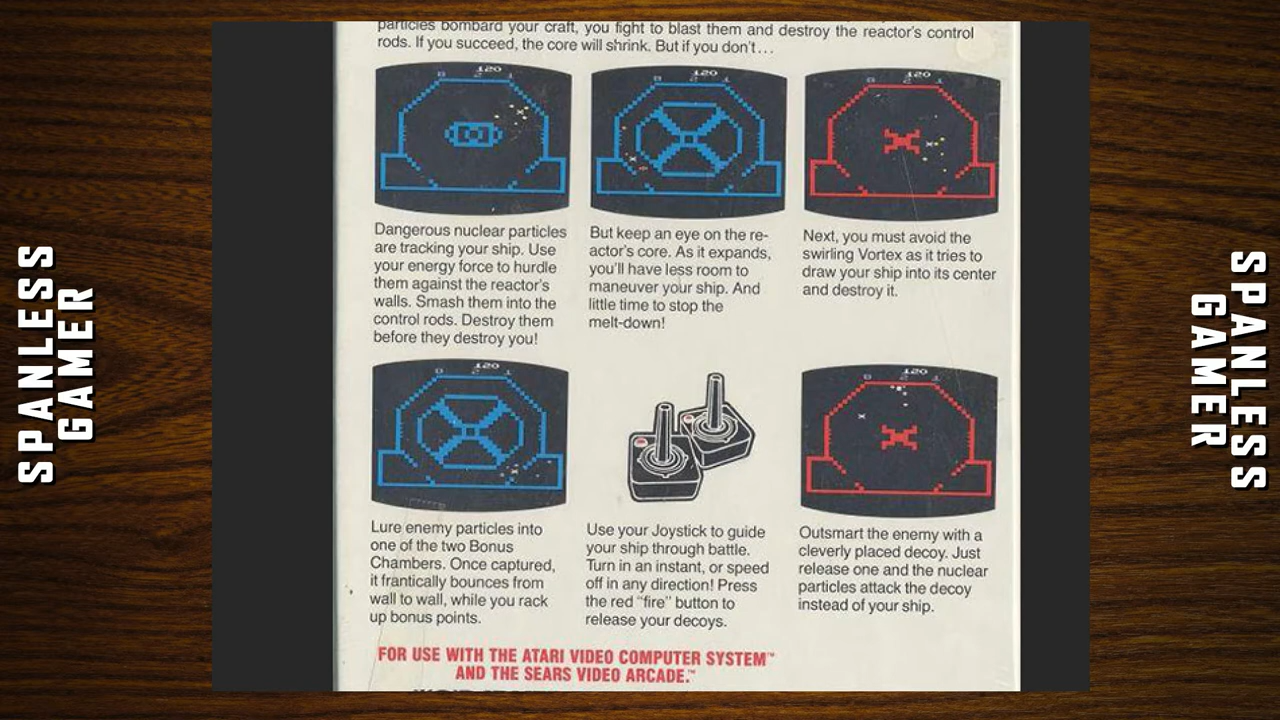 SPANLESS
GAMER
particles bombard your craft, you fight to blast them and destroy the reactor's control
rods. If you succeed, the core will shrink. But if you don't...
120
B 2 T
120
B 2 T
120
B 2 T
Dangerous nuclear particles
are tracking your ship. Use
your energy force to hurdle
them against the reactor's
walls. Smash them into the
control rods. Destroy them
before they destroy you!
But keep an eye on the re-
actor's core. As it expands,
you'll have less room to
maneuver your ship. And
little time to stop the
melt-down!
Next, you must avoid the
swirling Vortex as it tries to
draw your ship into its center
and destroy it.
120
B 2 T
120
B 2 T
Lure enemy particles into
one of the two Bonus
Chambers. Once captured,
it frantically bounces from
wall to wall, while you rack
up bonus points.
Use your Joystick to guide
your ship through battle.
Turn in an instant, or speed
off in any direction! Press
the red "fire" button to
release your decoys.
Outsmart the enemy with a
cleverly placed decoy. Just
release one and the nuclear
particles attack the decoy
instead of your ship.
FOR USE WITH THE ATARI VIDEO COMPUTER SYSTEM™
AND THE SEARS VIDEO ARCADE.™
SPANLESS
GAMER